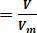 = V / V_m